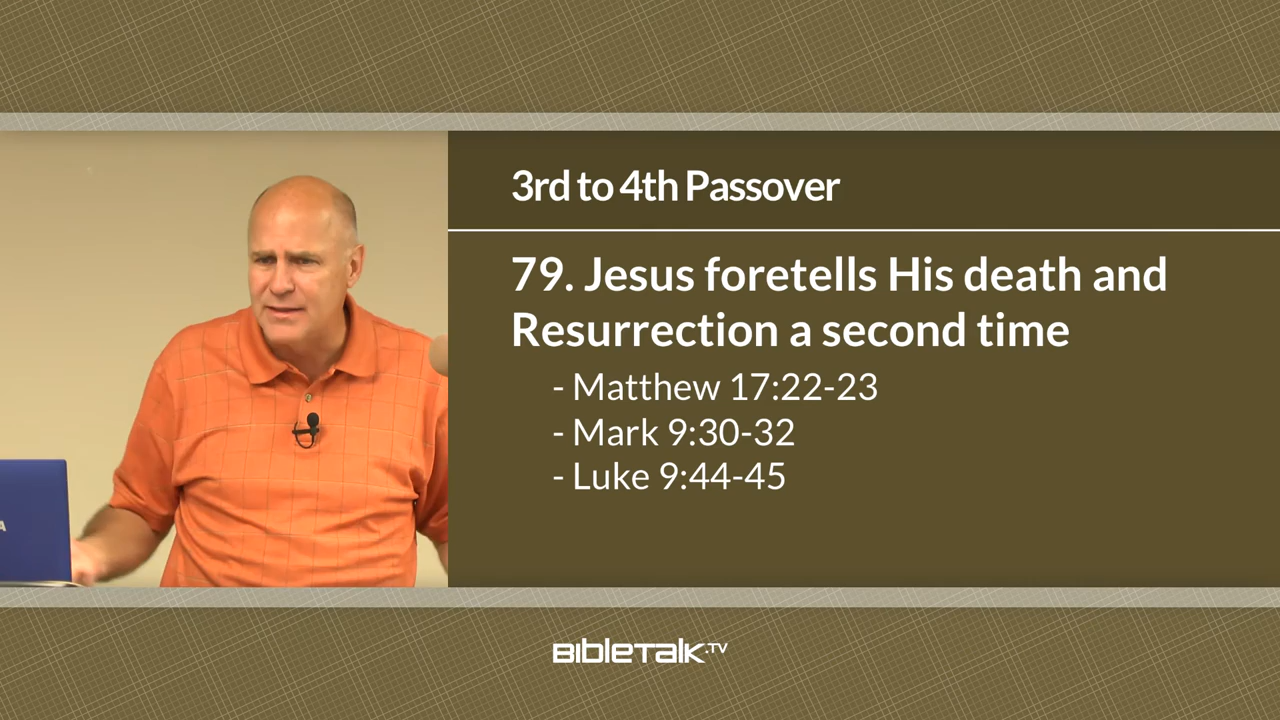 3rd to 4th Passover
79. Jesus foretells His death and
Resurrection a second time
- Matthew 17:22-23
- Mark 9:30-32
- Luke 9:44-45
A
BibleTalk.TV